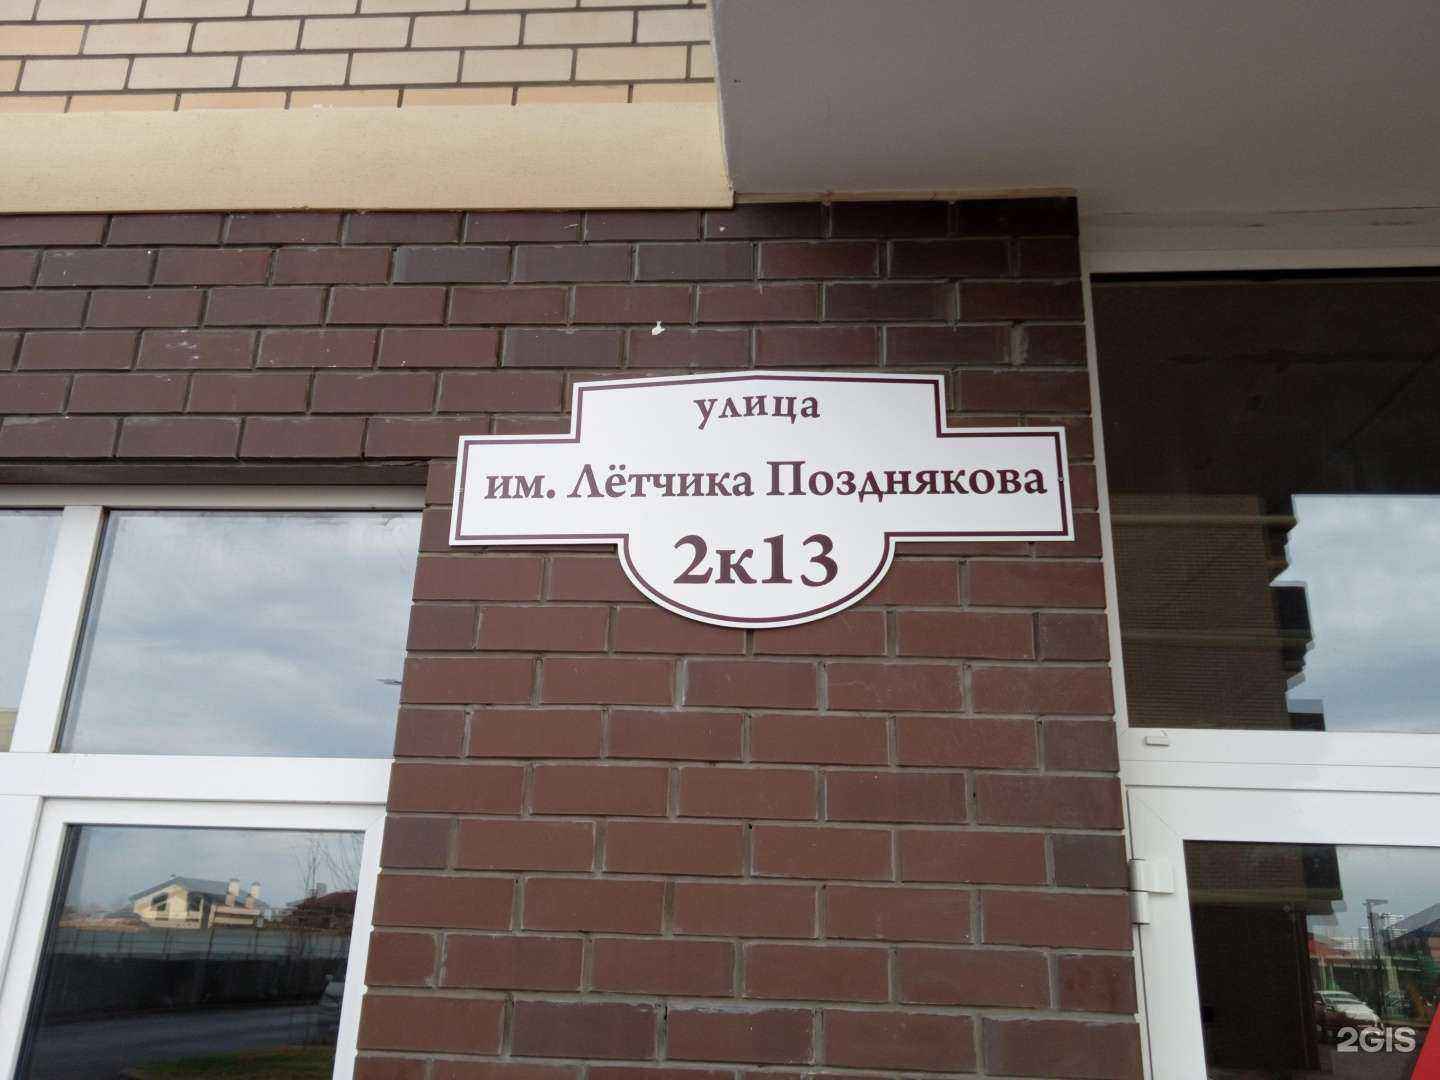 улица
им. Лётчика Позднякова
2к13
2GIS